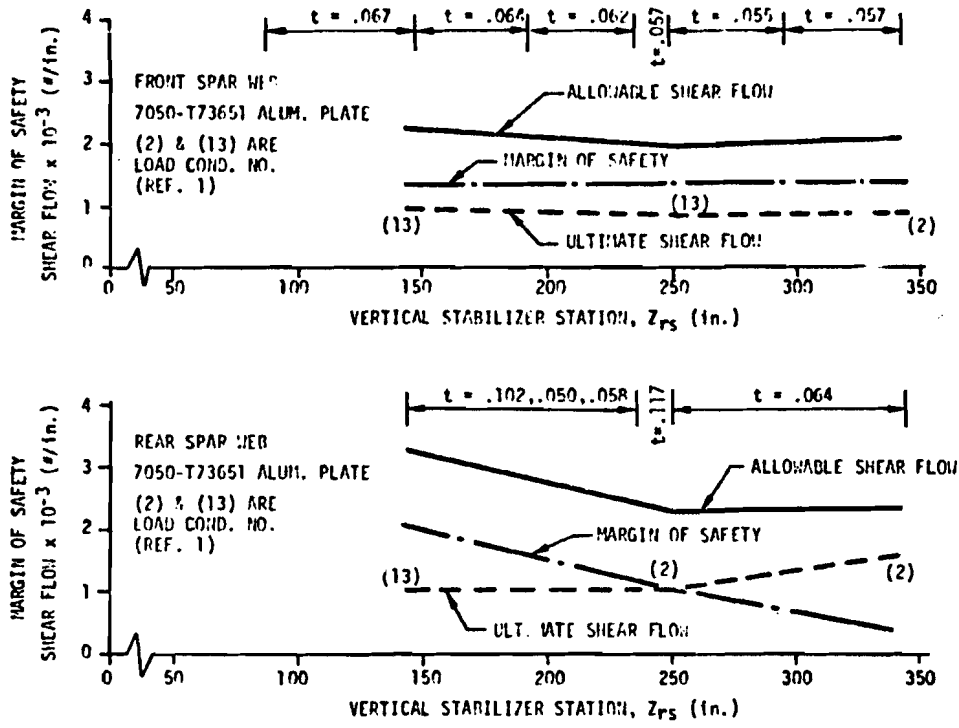 t = .067
t = .066
t = .062
t=.057
t = .055
t = .057
4
3
2
1
0
MARGIN OF SAFETY
SHEAR FLOW x 10⁻³ (#/in.)
FRONT SPAR WEB
7050-T73651 ALUM. PLATE
(2) & (13) ARE
LOAD COND. NO.
(REF. 1)
ALLOWABLE SHEAR FLOW
MARGIN OF SAFETY
(13)
(13)
(2)
ULTIMATE SHEAR FLOW
0 50 100 150 200 250 300 350
VERTICAL STABILIZER STATION, Zrs (in.)
t = .102,.050,.058
t=.117
t = .064
4
3
2
1
0
MARGIN OF SAFETY
SHEAR FLOW x 10⁻³ (#/in.)
REAR SPAR WEB
7050-T73651 ALUM. PLATE
(2) & (13) ARE
LOAD COND. NO.
(REF. 1)
ALLOWABLE SHEAR FLOW
MARGIN OF SAFETY
(13)
(2)
(2)
ULT. MATE SHEAR FLOW
0 50 100 150 200 250 300 350
VERTICAL STABILIZER STATION, Zrs (in.)